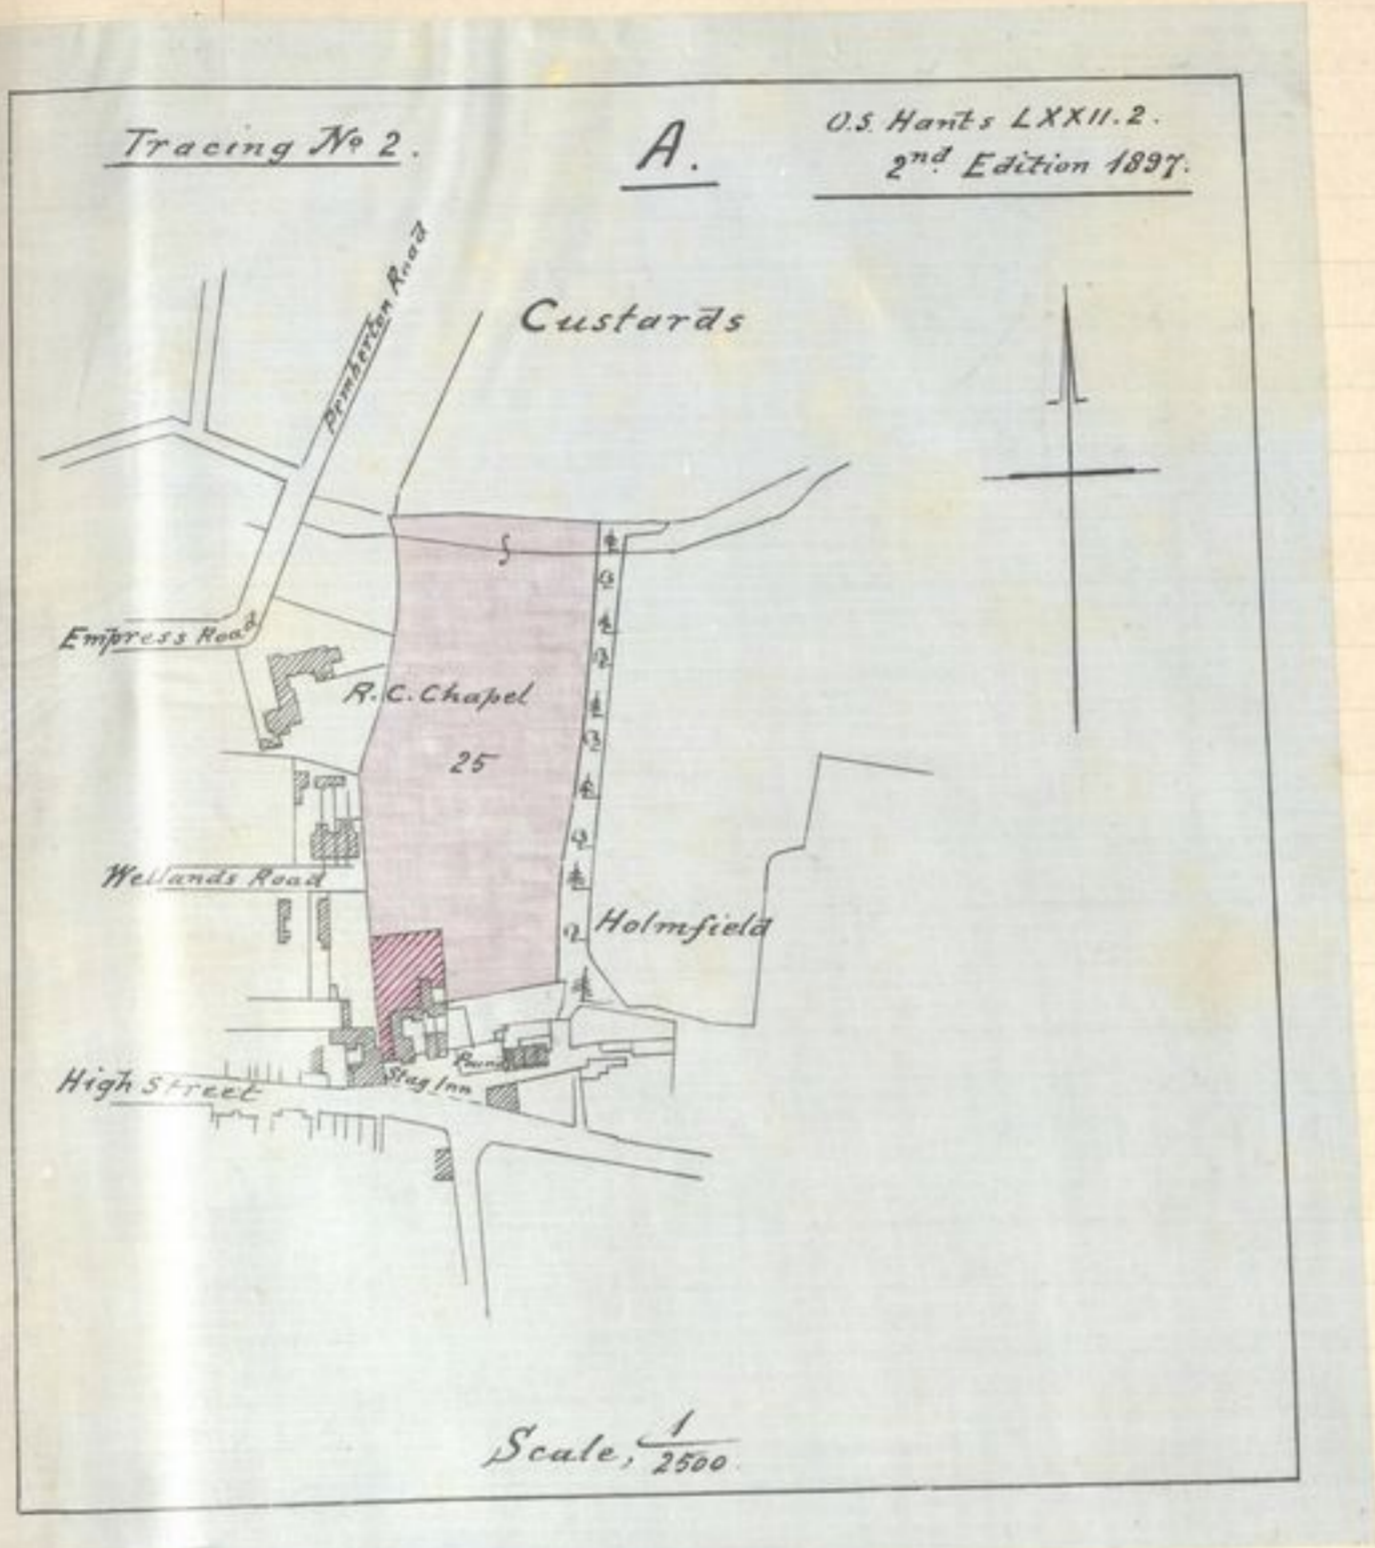 Tracing No 2.
A.
O.S. Hants LXXII.2.
2nd. Edition 1897.
Pemberton Road
Custards
Empress Road
R.C. Chapel
25
Wellands Road
Holmfield
Pound
Stag Inn
High Street
Scale, 1/2500.